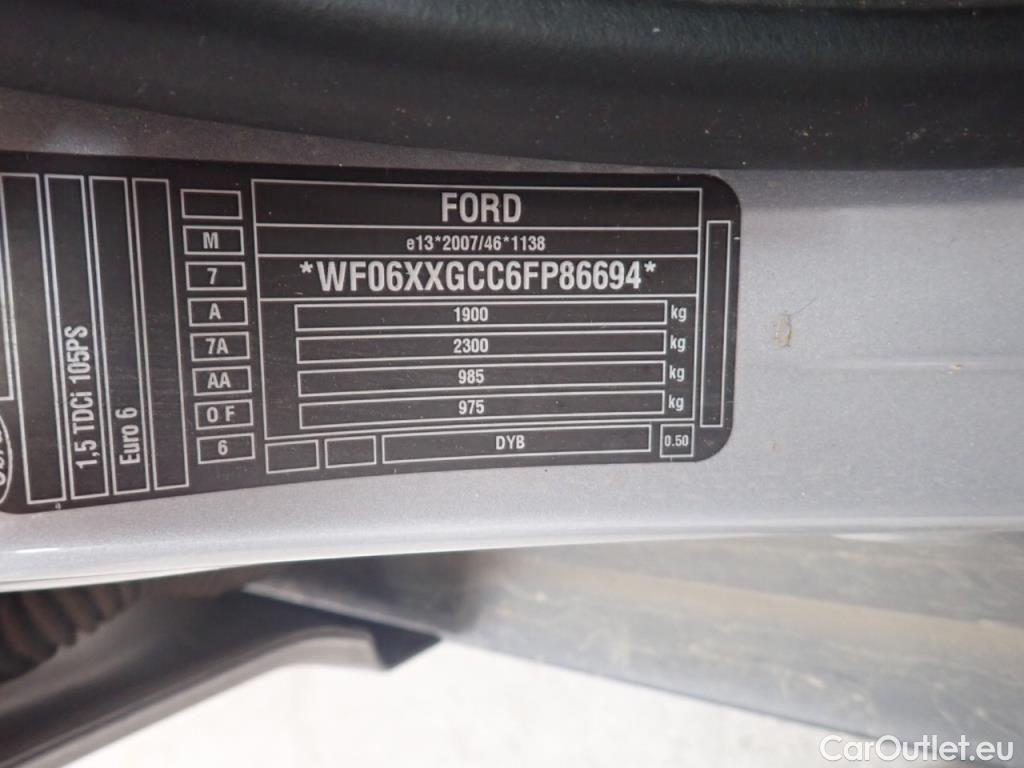 FORD
e13*2007/46*1138
*WF06XXGCC6FP86694*
1900 kg
2300 kg
985 kg
975 kg
DYB 0.50
M
7
A
7A
AA
0 F
6
1,5 TDCi 105PS
Euro 6
CarOutlet.eu